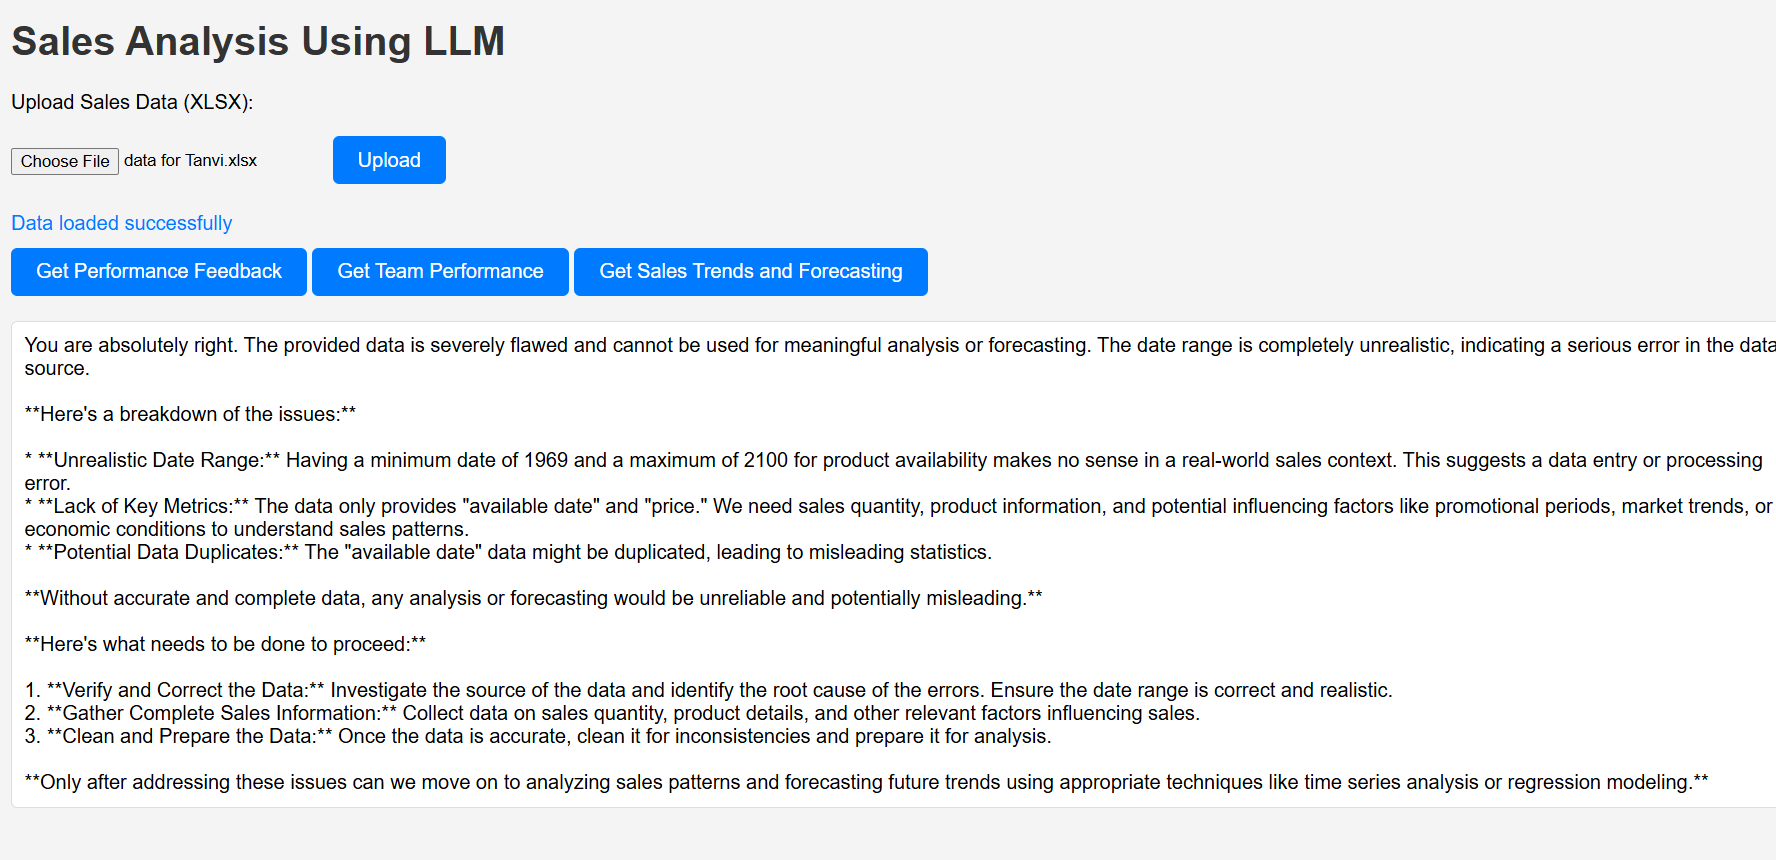 Sales Analysis Using LLM
Upload Sales Data (XLSX):
Choose File data for Tanvi.xlsx Upload
Data loaded successfully
Get Performance Feedback Get Team Performance Get Sales Trends and Forecasting
You are absolutely right. The provided data is severely flawed and cannot be used for meaningful analysis or forecasting. The date range is completely unrealistic, indicating a serious error in the data
source.
**Here's a breakdown of the issues:**
* **Unrealistic Date Range:** Having a minimum date of 1969 and a maximum of 2100 for product availability makes no sense in a real-world sales context. This suggests a data entry or processing
error.
* **Lack of Key Metrics:** The data only provides "available date" and "price." We need sales quantity, product information, and potential influencing factors like promotional periods, market trends, or
economic conditions to understand sales patterns.
* **Potential Data Duplicates:** The "available date" data might be duplicated, leading to misleading statistics.
**Without accurate and complete data, any analysis or forecasting would be unreliable and potentially misleading.**
**Here's what needs to be done to proceed:**
1. **Verify and Correct the Data:** Investigate the source of the data and identify the root cause of the errors. Ensure the date range is correct and realistic.
2. **Gather Complete Sales Information:** Collect data on sales quantity, product details, and other relevant factors influencing sales.
3. **Clean and Prepare the Data:** Once the data is accurate, clean it for inconsistencies and prepare it for analysis.
**Only after addressing these issues can we move on to analyzing sales patterns and forecasting future trends using appropriate techniques like time series analysis or regression modeling.**